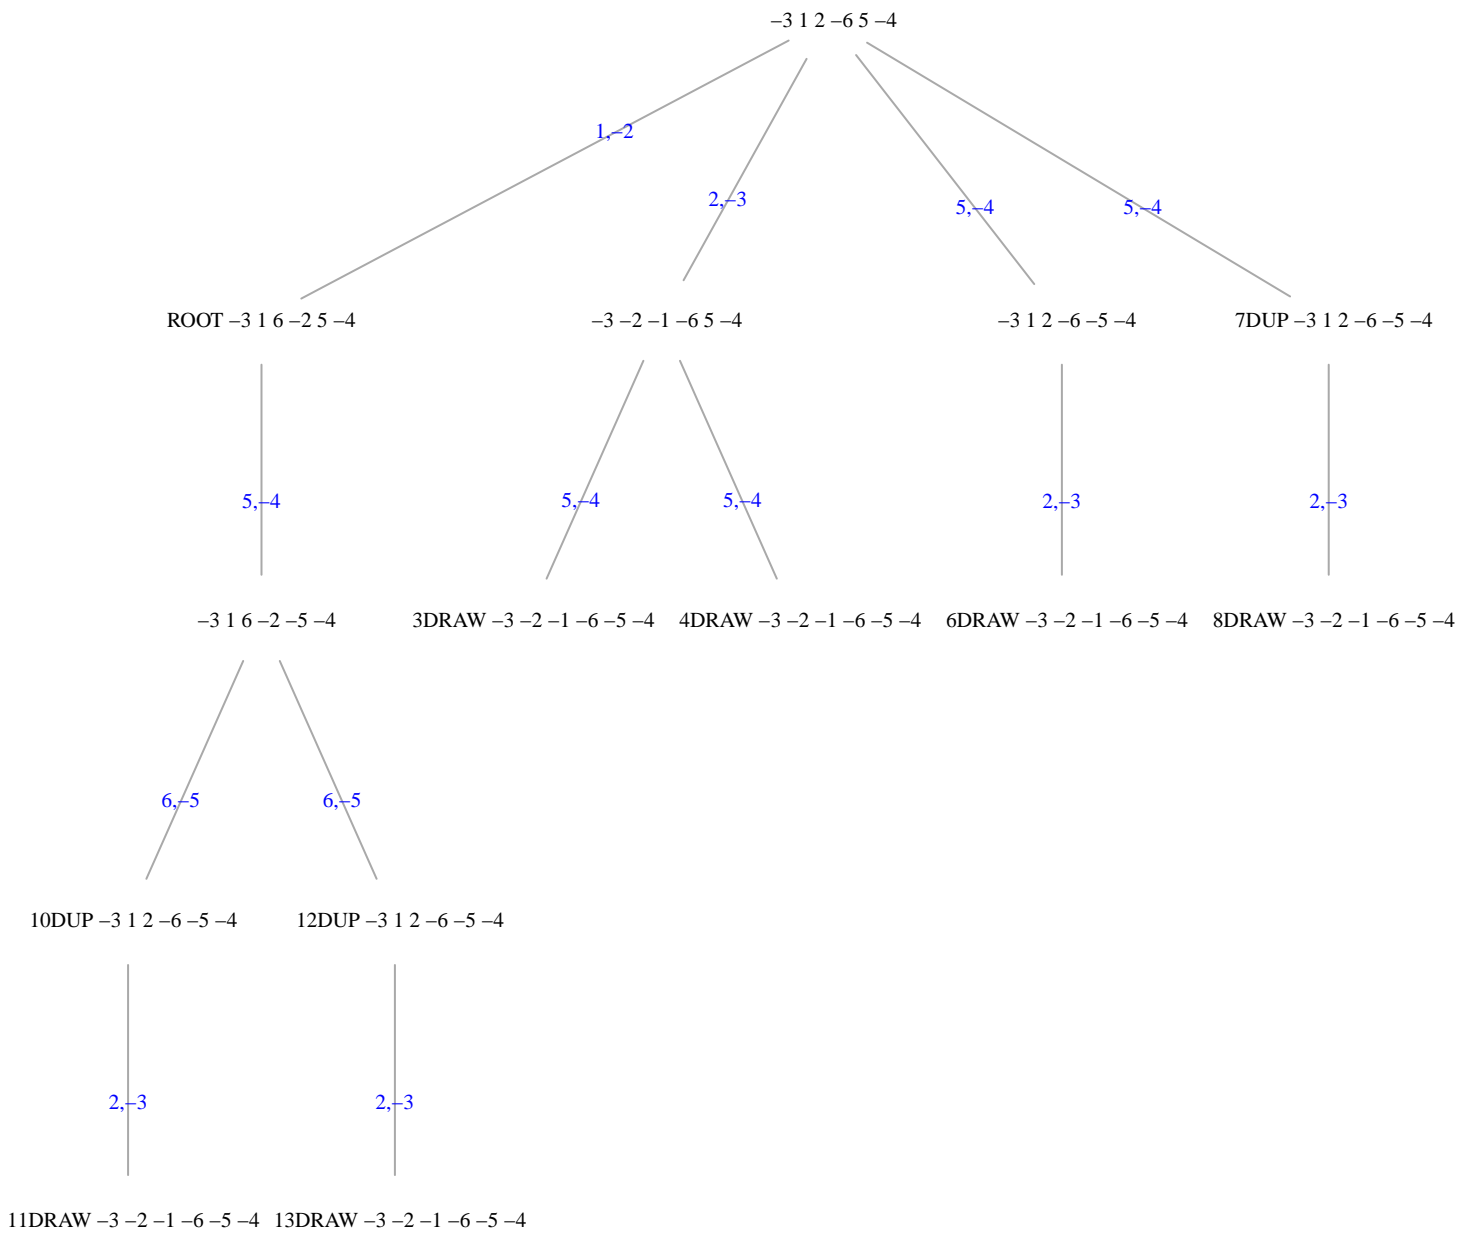 –3 1 2 –6 5 –4
1,–2
2,–3
5,–4
5,–4
ROOT –3 1 6 –2 5 –4
–3 –2 –1 –6 5 –4
–3 1 2 –6 –5 –4
7DUP –3 1 2 –6 –5 –4
5,–4
5,–4
5,–4
2,–3
2,–3
–3 1 6 –2 –5 –4
3DRAW –3 –2 –1 –6 –5 –4
4DRAW –3 –2 –1 –6 –5 –4
6DRAW –3 –2 –1 –6 –5 –4
8DRAW –3 –2 –1 –6 –5 –4
6,–5
6,–5
10DUP –3 1 2 –6 –5 –4
12DUP –3 1 2 –6 –5 –4
2,–3
2,–3
11DRAW –3 –2 –1 –6 –5 –4
13DRAW –3 –2 –1 –6 –5 –4